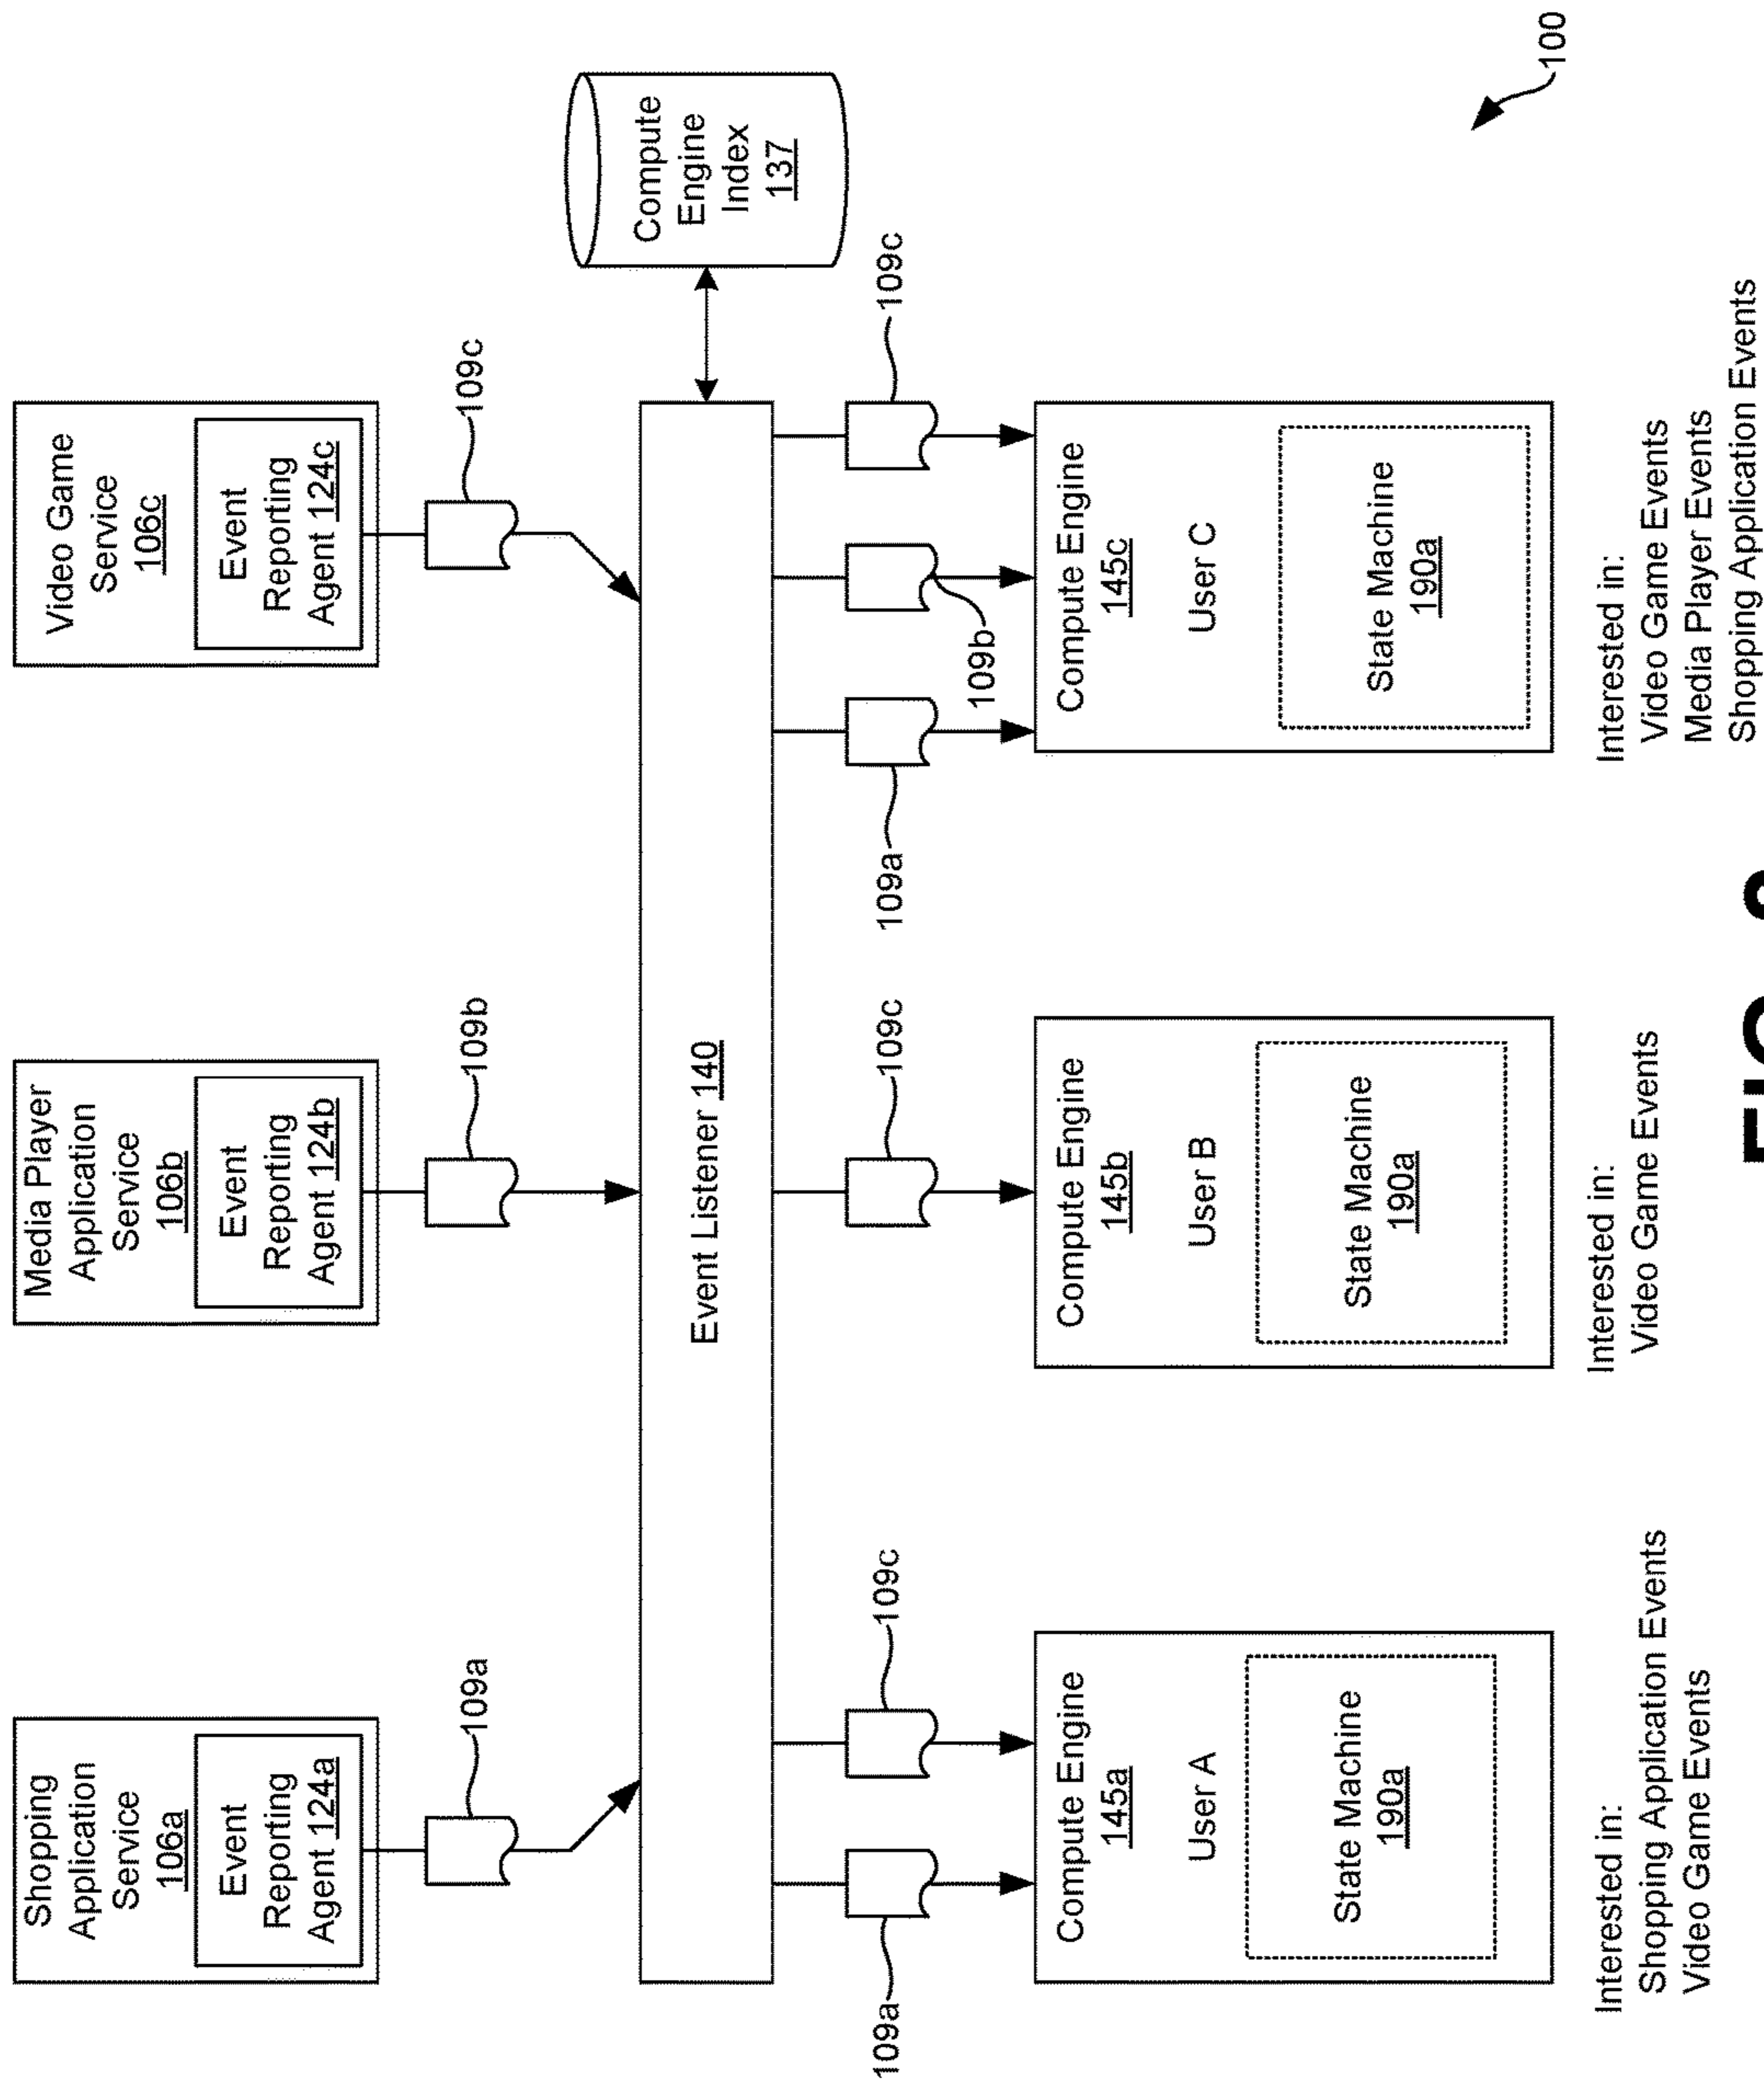 Shopping
Application
Service
106a
Event
Reporting
Agent 124a
Media Player
Application
Service
106b
Event
Reporting
Agent 124b
Video Game
Service
106c
Event
Reporting
Agent 124c
109a
109b
109c
Event Listener 140
Compute
Engine
Index
137
109a
109c
109c
109a
109b
109c
Compute Engine
145a
User A
State Machine
190a
Compute Engine
145b
User B
State Machine
190a
Compute Engine
145c
User C
State Machine
190a
100
Interested in:
Shopping Application Events
Video Game Events
Interested in:
Video Game Events
Interested in:
Video Game Events
Media Player Events
Shopping Application Events
FIG.